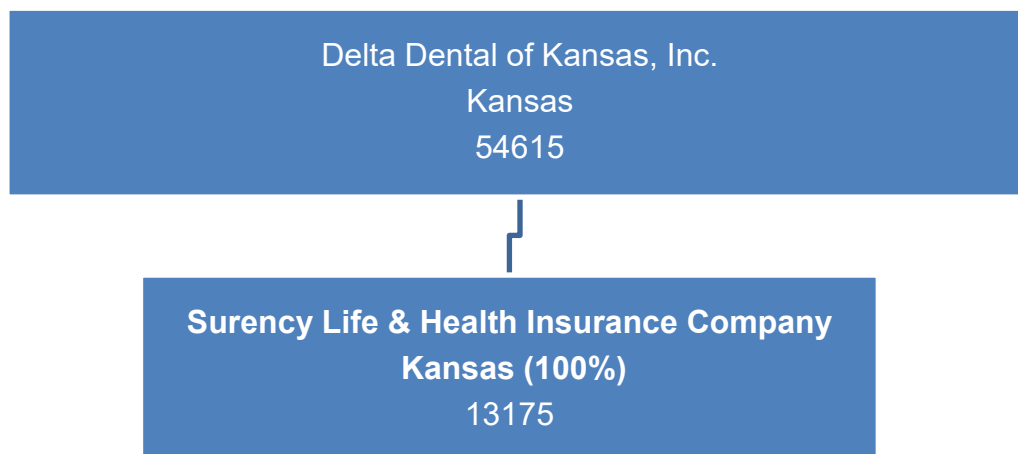 Delta Dental of Kansas, Inc.
Kansas
54615
Surency Life & Health Insurance Company
Kansas (100%)
13175